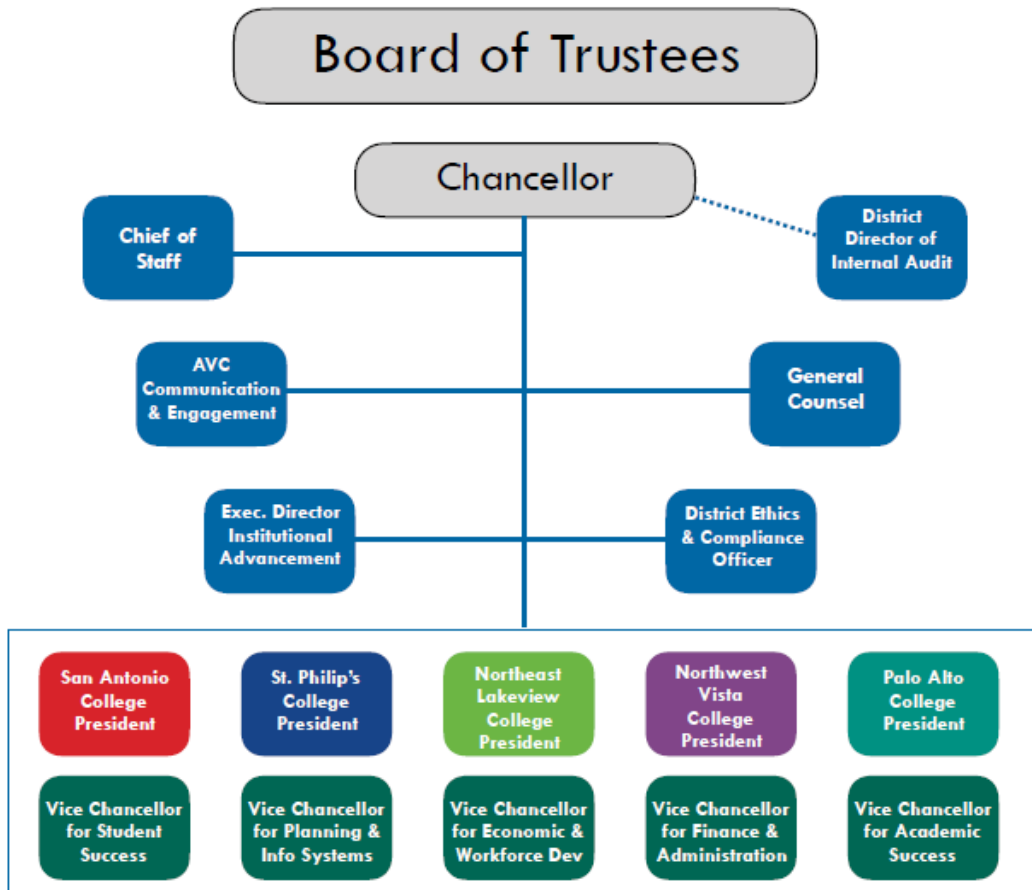 Board of Trustees
Chancellor
Chief of
Staff
District
Director of
Internal Audit
AVC
Communication
& Engagement
General
Counsel
Exec. Director
Institutional
Advancement
District Ethics
& Compliance
Officer
San Antonio
College
President
St. Philip's
College
President
Northeast
Lakeview
College
President
Northwest
Vista
College
President
Palo Alto
College
President
Vice Chancellor
for Student
Success
Vice Chancellor
for Planning &
Info Systems
Vice Chancellor
for Economic &
Workforce Dev
Vice Chancellor
for Finance &
Administration
Vice Chancellor
for Academic
Success